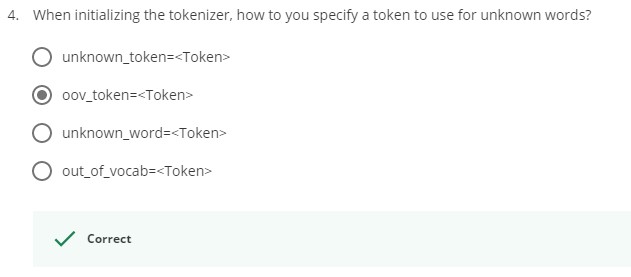 4. When initializing the tokenizer, how to you specify a token to use for unknown words?
unknown_token=<Token>
oov_token=<Token>
unknown_word=<Token>
out_of_vocab=<Token>
Correct